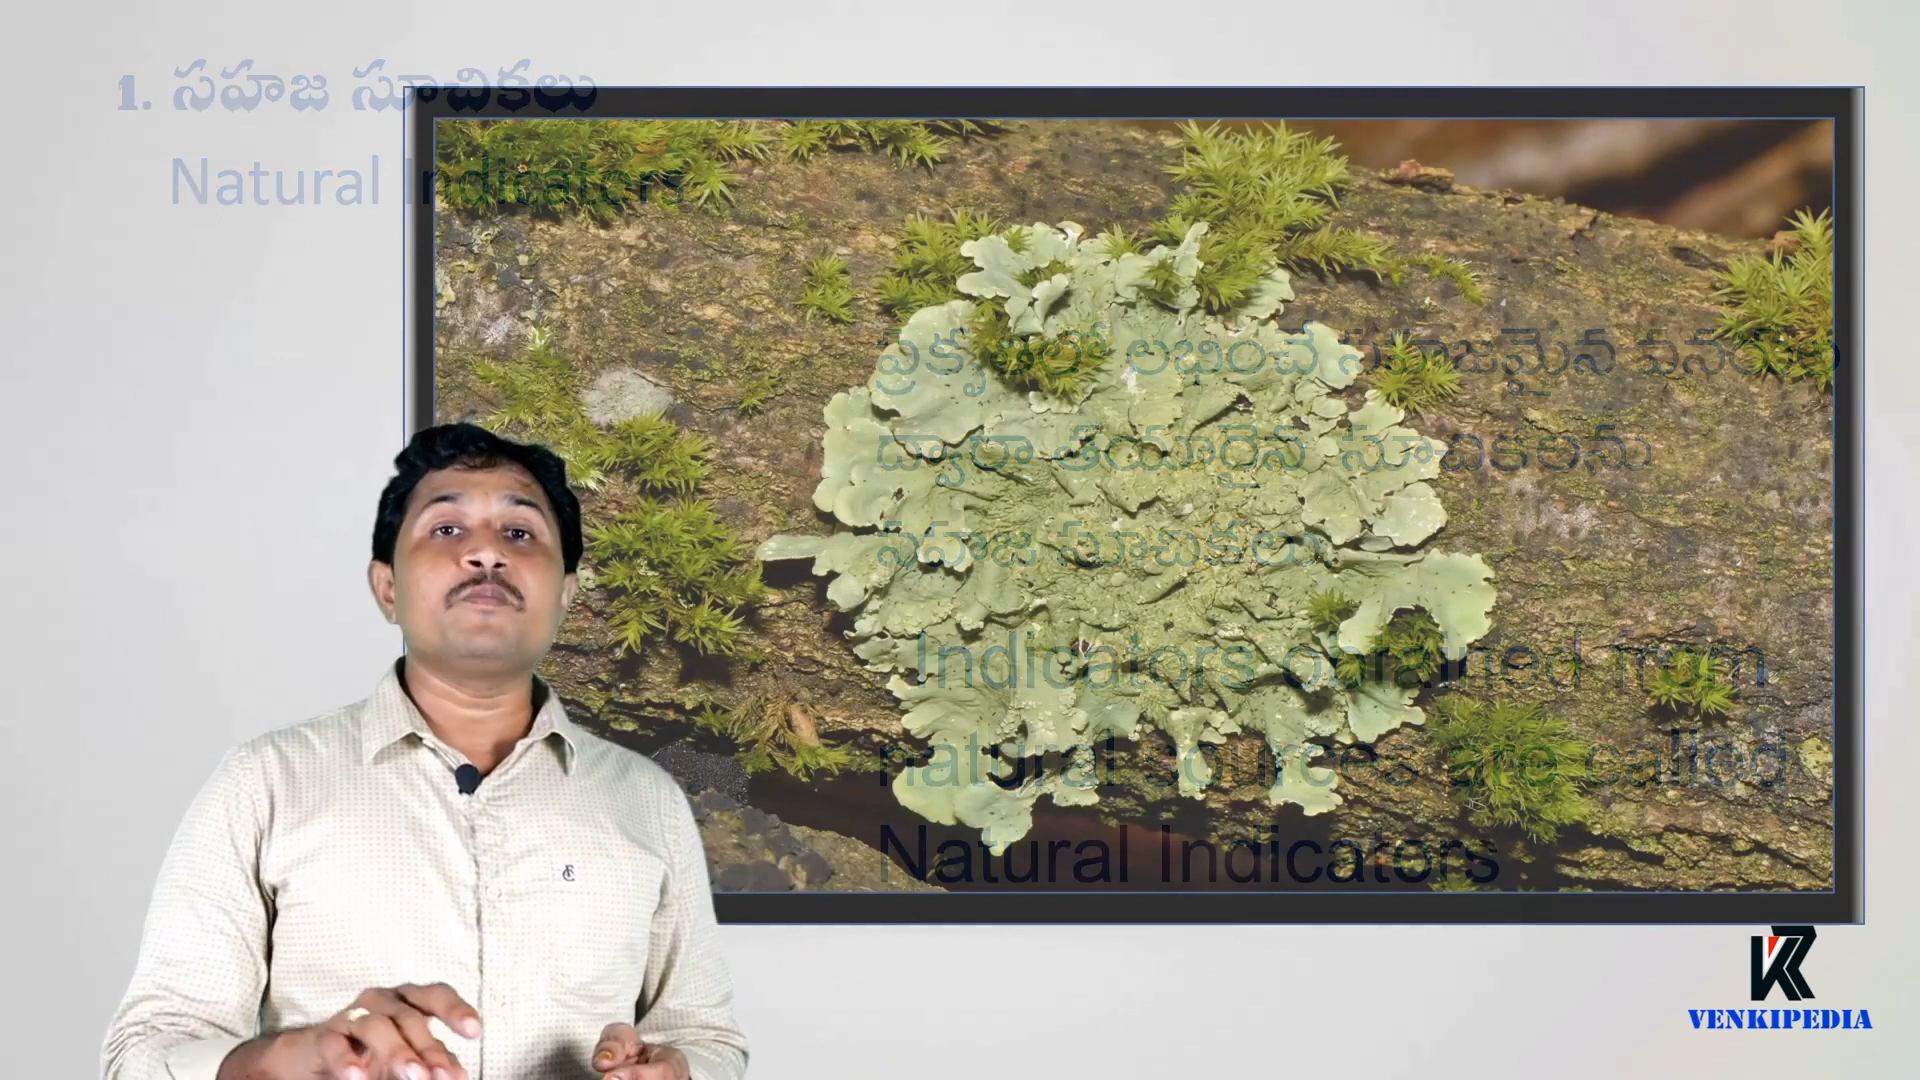 1. సహజ సూచికలు
Natural Indicators
ప్రకృతిలో లభించే సహజమైన వనరుల
ద్వారా తయారైన సూచికలను
సహజ సూచికలు
Indicators obtained from
natural sources are called
Natural Indicators
VENKIPEDIA